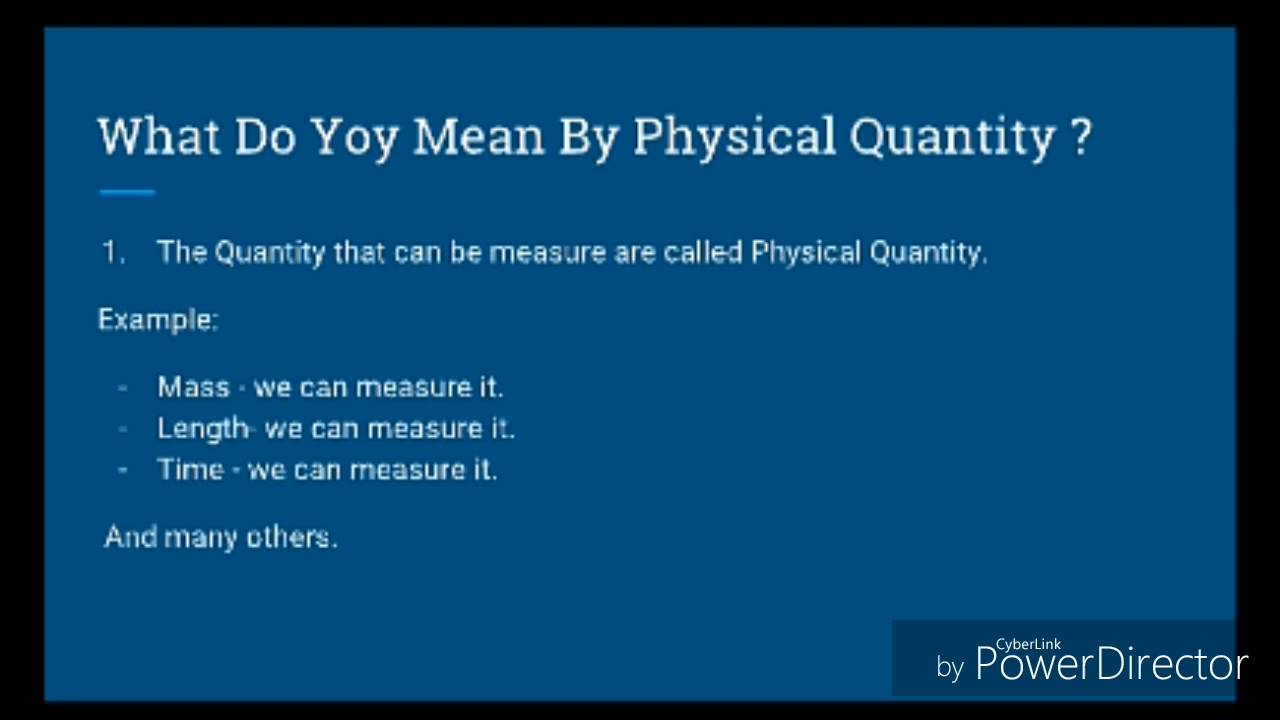 What Do Yoy Mean By Physical Quantity ?
1. The Quantity that can be measure are called Physical Quantity.
Example:
- Mass - we can measure it.
- Length- we can measure it.
- Time - we can measure it.
And many others.
CyberLink
by PowerDirector